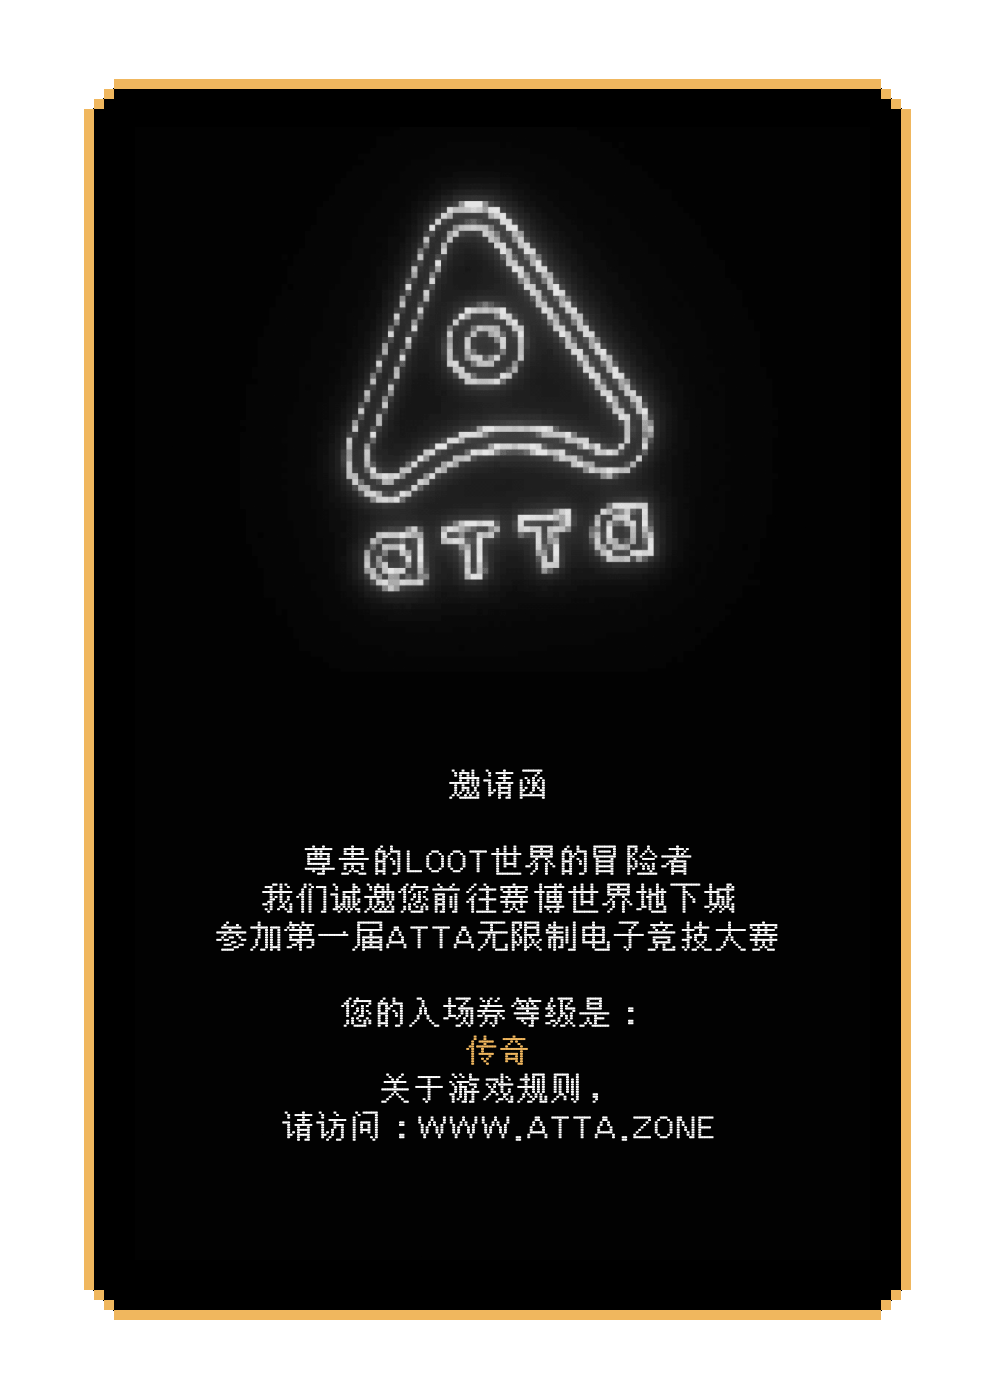 aTTa
邀请函
尊贵的LOOT世界的冒险者
我们诚邀您前往赛博世界地下城
参加第一届ATTA无限制电子竞技大赛
您的入场券等级是：
传奇
关于游戏规则，
请访问：WWW.ATTA.ZONE